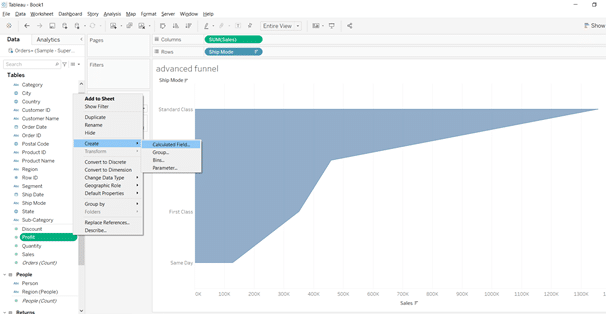 Tableau - Book1
File Data Worksheet Dashboard Story Analysis Map Format Server Window Help
Entire View
Show
Data Analytics
Orders+ (Sample - Super...
Search
Tables
Category
City
Country
Customer ID
Customer Name
Order Date
Order ID
Postal Code
Product ID
Product Name
Region
Row ID
Segment
Ship Date
Ship Mode
State
Sub-Category
Discount
Profit
Quantity
Sales
Orders (Count)
People
Person
Region (People)
People (Count)
Returns
Pages
Filters
Add to Sheet
Show Filter
Duplicate
Rename
Hide
Create
Transform
Convert to Discrete
Convert to Dimension
Change Data Type
Geographic Role
Default Properties
Group by
Folders
Replace References...
Describe...
Calculated Field...
Group...
Bins...
Parameter...
Columns
SUM(Sales)
Rows
Ship Mode
advanced funnel
Ship Mode
Standard Class
First Class
Same Day
0K 100K 200K 300K 400K 500K 600K 700K 800K 900K 1000K 1100K 1200K 1300K
Sales